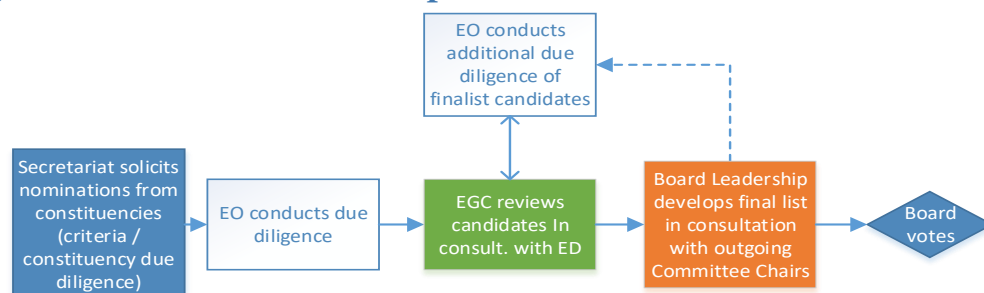 EO conducts
additional due
diligence of
finalist candidates
Secretariat solicits
nominations from
constituencies
(criteria /
constituency due
diligence)
EO conducts due
diligence
EGC reviews
candidates In
consult. with ED
Board Leadership
develops final list
in consultation
with outgoing
Committee Chairs
Board
votes